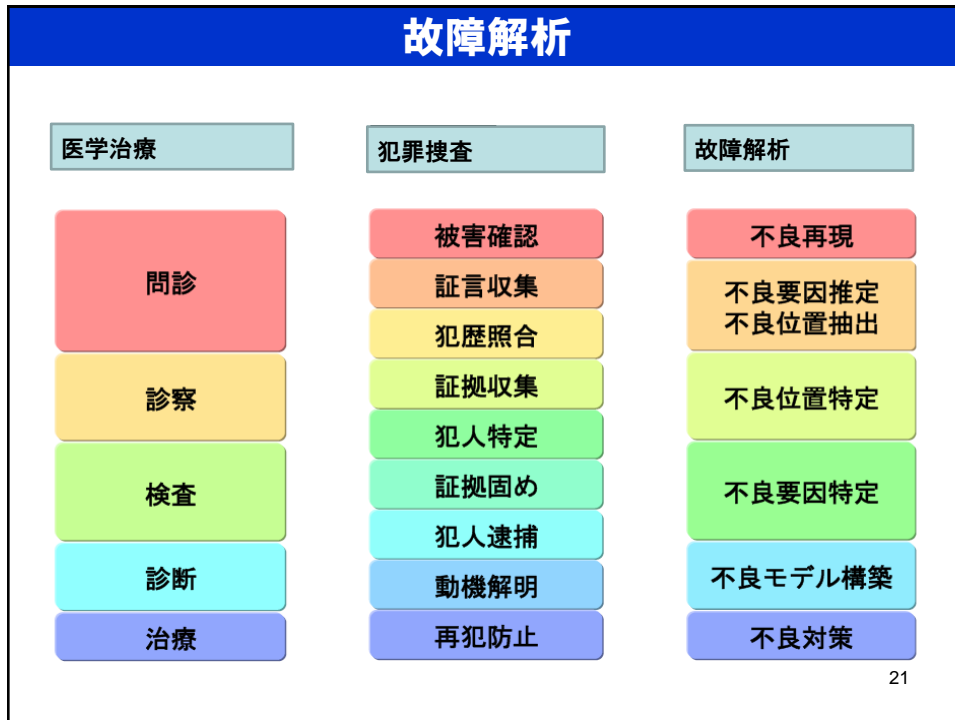 故障解析
医学治療
問診
診察
検査
診断
治療
犯罪捜査
被害確認
証言収集
犯歴照合
証拠収集
犯人特定
証拠固め
犯人逮捕
動機解明
再犯防止
故障解析
不良再現
不良要因推定
不良位置抽出
不良位置特定
不良要因特定
不良モデル構築
不良対策
21